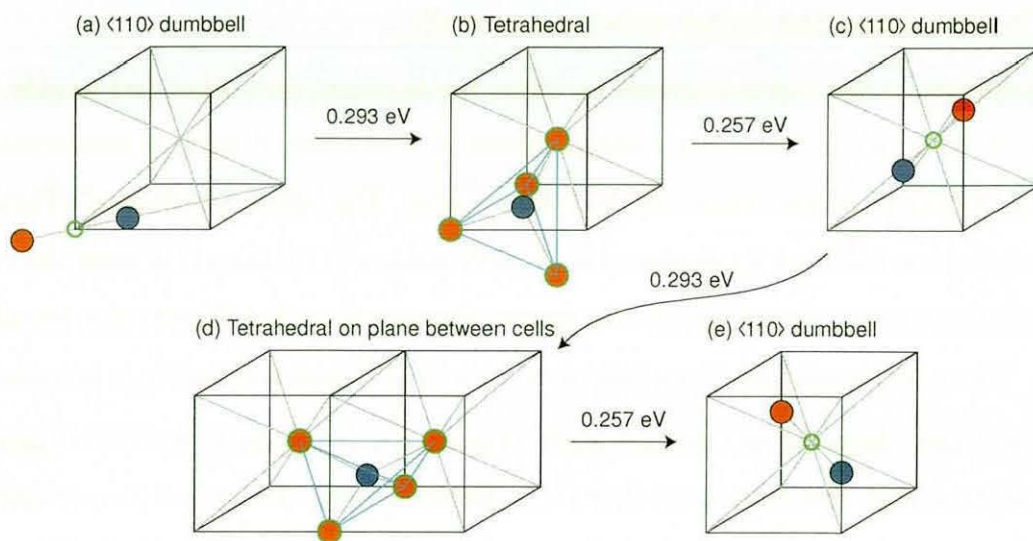 (a) ⟨110⟩ dumbbell
(b) Tetrahedral
(c) ⟨110⟩ dumbbell
0.293 eV
0.257 eV
0.293 eV
(d) Tetrahedral on plane between cells
(e) ⟨110⟩ dumbbell
0.257 eV